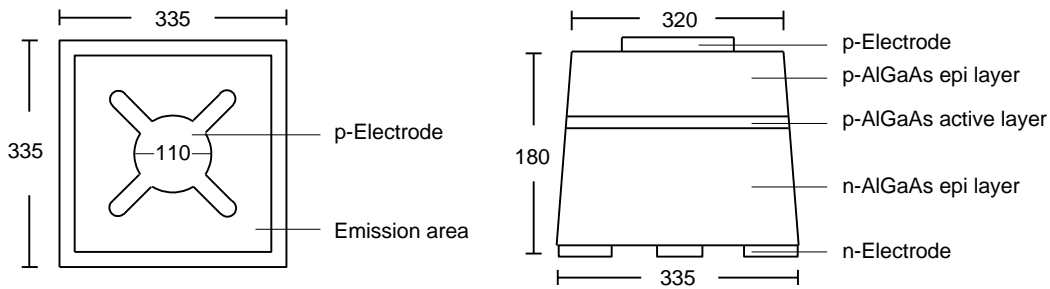 335
335
110
p-Electrode
Emission area
320
180
335
p-Electrode
p-AlGaAs epi layer
p-AlGaAs active layer
n-AlGaAs epi layer
n-Electrode